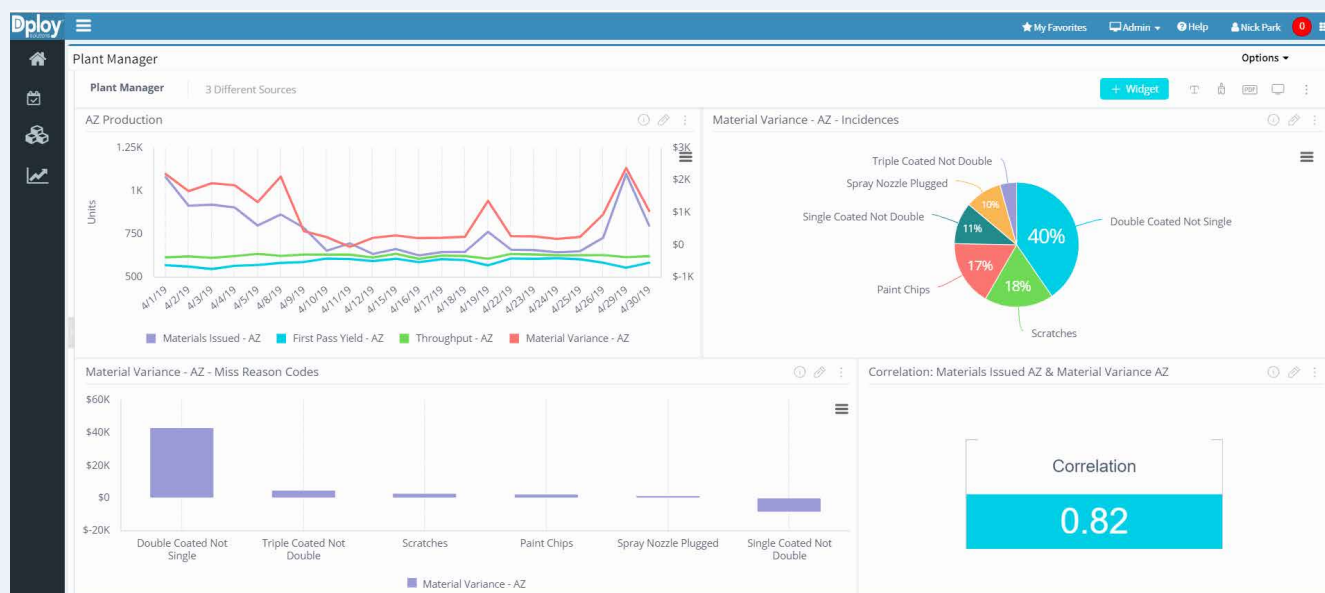 Dploy
solutions
My Favorites
Admin
Help
Nick Park
0
Plant Manager
Options
Plant Manager
3 Different Sources
+ Widget
PDF
AZ Production
1.25K
1K
750
500
Units
$3K
$2K
$1K
$0
$-1K
4/1/19
4/2/19
4/3/19
4/4/19
4/5/19
4/8/19
4/9/19
4/10/19
4/11/19
4/12/19
4/15/19
4/16/19
4/17/19
4/18/19
4/19/19
4/22/19
4/23/19
4/24/19
4/25/19
4/26/19
4/29/19
4/30/19
Materials Issued - AZ
First Pass Yield - AZ
Throughput - AZ
Material Variance - AZ
Material Variance - AZ - Incidences
Triple Coated Not Double
Spray Nozzle Plugged
Single Coated Not Double
Paint Chips
Scratches
Double Coated Not Single
10%
11%
17%
18%
40%
Material Variance - AZ - Miss Reason Codes
$60K
$40K
$20K
$0
$-20K
Double Coated Not
Single
Triple Coated Not
Double
Scratches
Paint Chips
Spray Nozzle Plugged
Single Coated Not
Double
Material Variance - AZ
Correlation: Materials Issued AZ & Material Variance AZ
Correlation
0.82